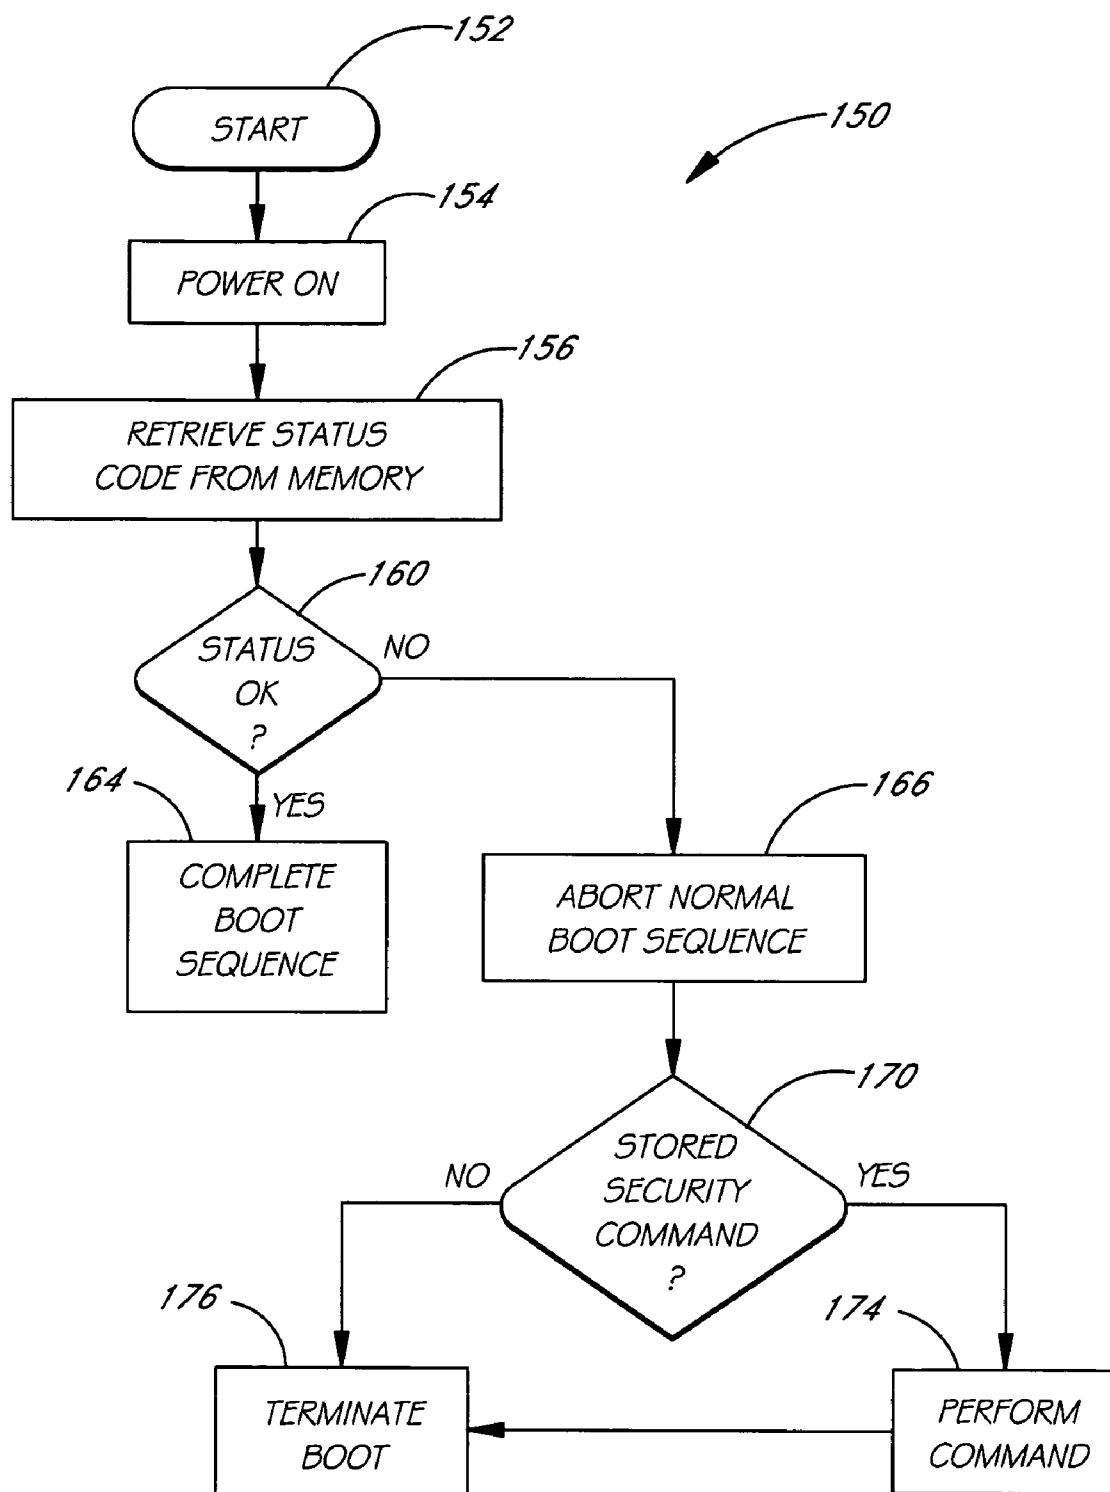 152
START
150
154
POWER ON
156
RETRIEVE STATUS
CODE FROM MEMORY
160
STATUS
OK
?
NO
164
YES
166
COMPLETE
BOOT
SEQUENCE
ABORT NORMAL
BOOT SEQUENCE
170
STORED
SECURITY
COMMAND
?
NO
YES
176
174
TERMINATE
BOOT
PERFORM
COMMAND